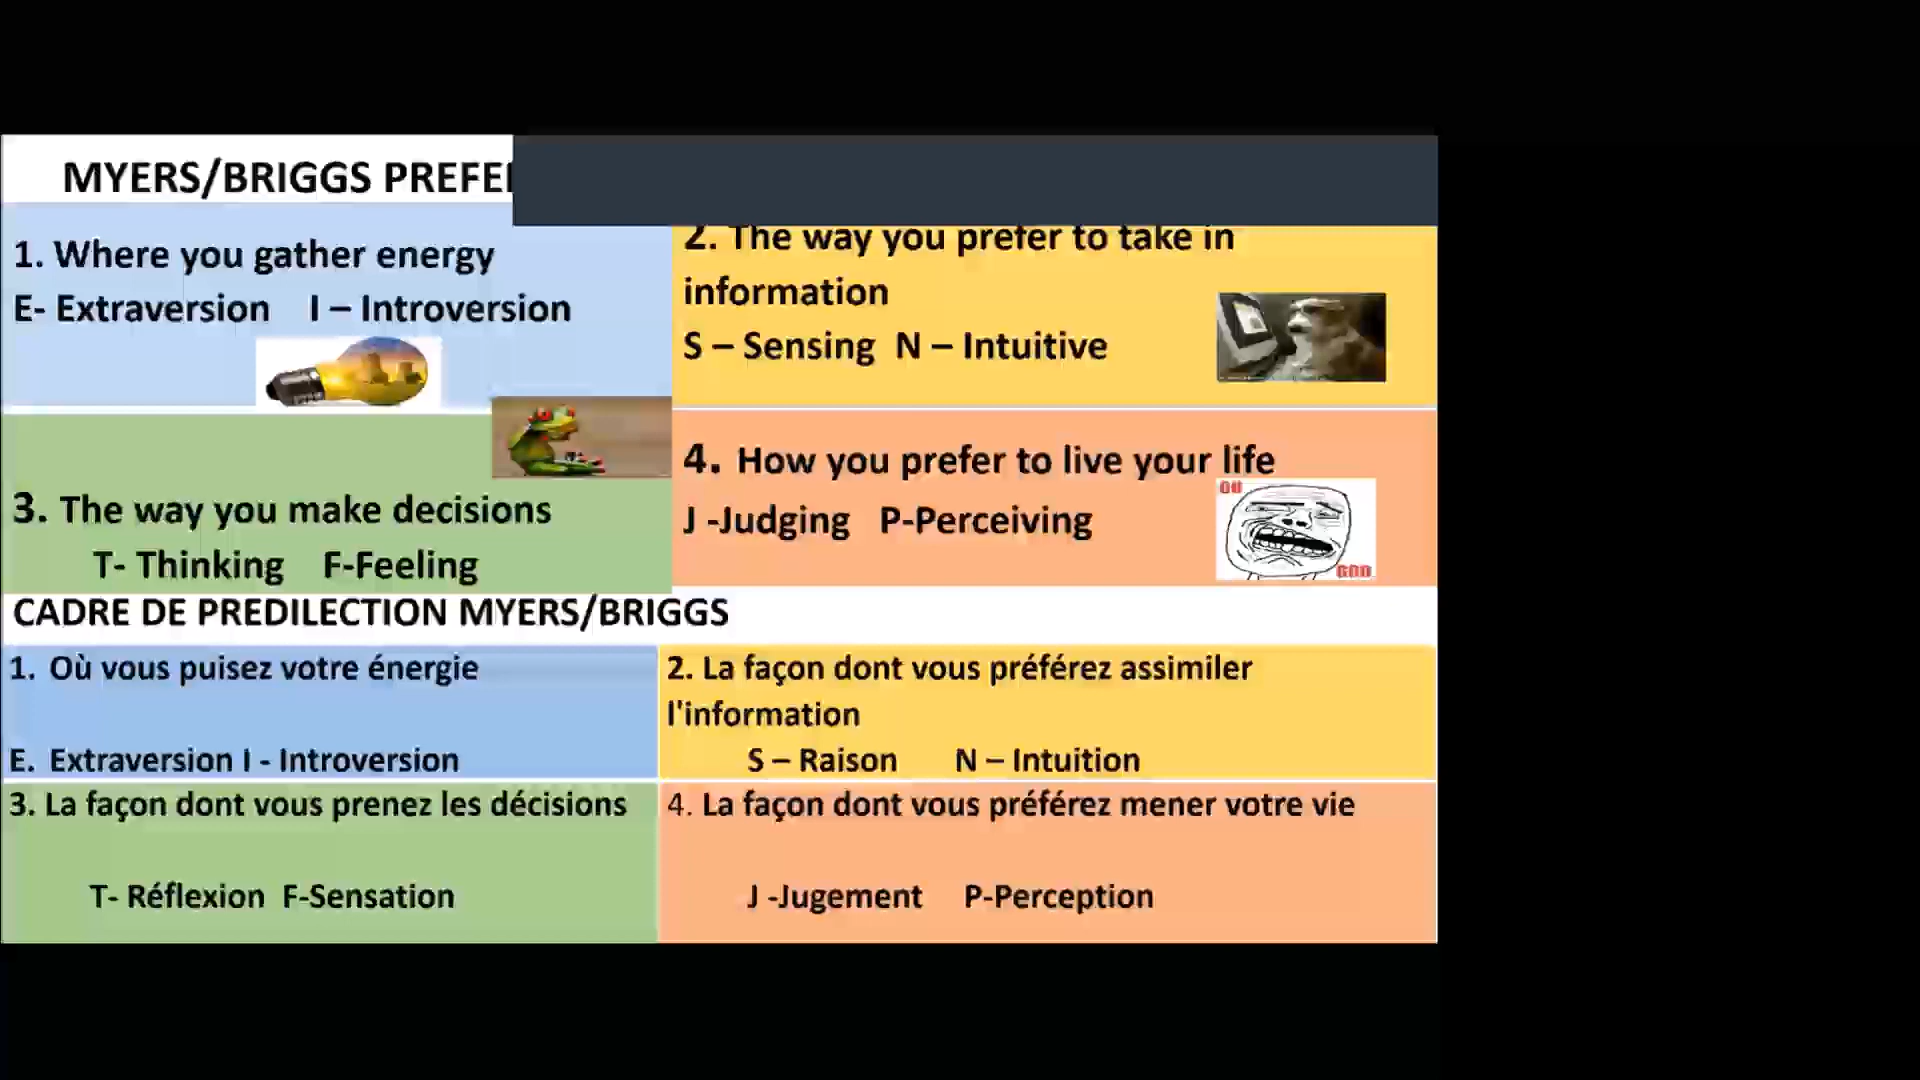 MYERS/BRIGGS
1. Where you gather energy
E- Extraversion I – Introversion
2. The way you prefer to take in
information
S – Sensing N – Intuitive
3. The way you make decisions
T- Thinking F-Feeling
4. How you prefer to live your life
J -Judging P-Perceiving
OH
GOD
CADRE DE PREDILECTION MYERS/BRIGGS
1. Où vous puisez votre énergie
E. Extraversion I - Introversion
2. La façon dont vous préférez assimiler
l'information
S – Raison N – Intuition
3. La façon dont vous prenez les décisions
T- Réflexion F-Sensation
4. La façon dont vous préférez mener votre vie
J -Jugement P-Perception